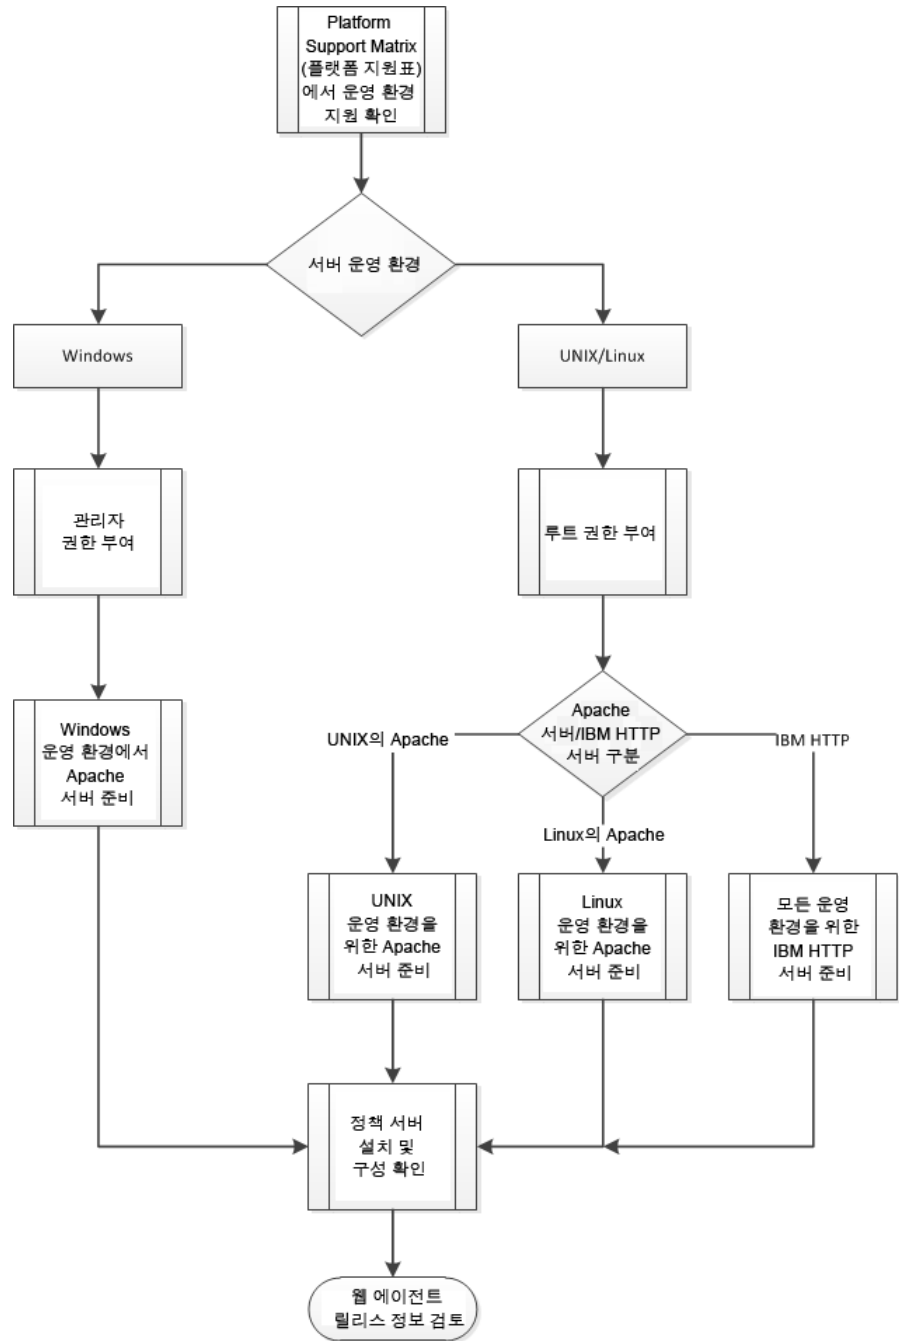 Platform
Support Matrix
(플랫폼 지원표)
에서 운영 환경
지원 확인
서버 운영 환경
Windows
UNIX/Linux
관리자
권한 부여
루트 권한 부여
Windows
운영 환경에서
Apache
서버 준비
Apache
서버/IBM HTTP
서버 구분
UNIX의 Apache
IBM HTTP
Linux의 Apache
UNIX
운영 환경을
위한 Apache
서버 준비
Linux
운영 환경을
위한 Apache
서버 준비
모든 운영
환경을 위한
IBM HTTP
서버 준비
정책 서버
설치 및
구성 확인
웹 에이전트
릴리스 정보 검토